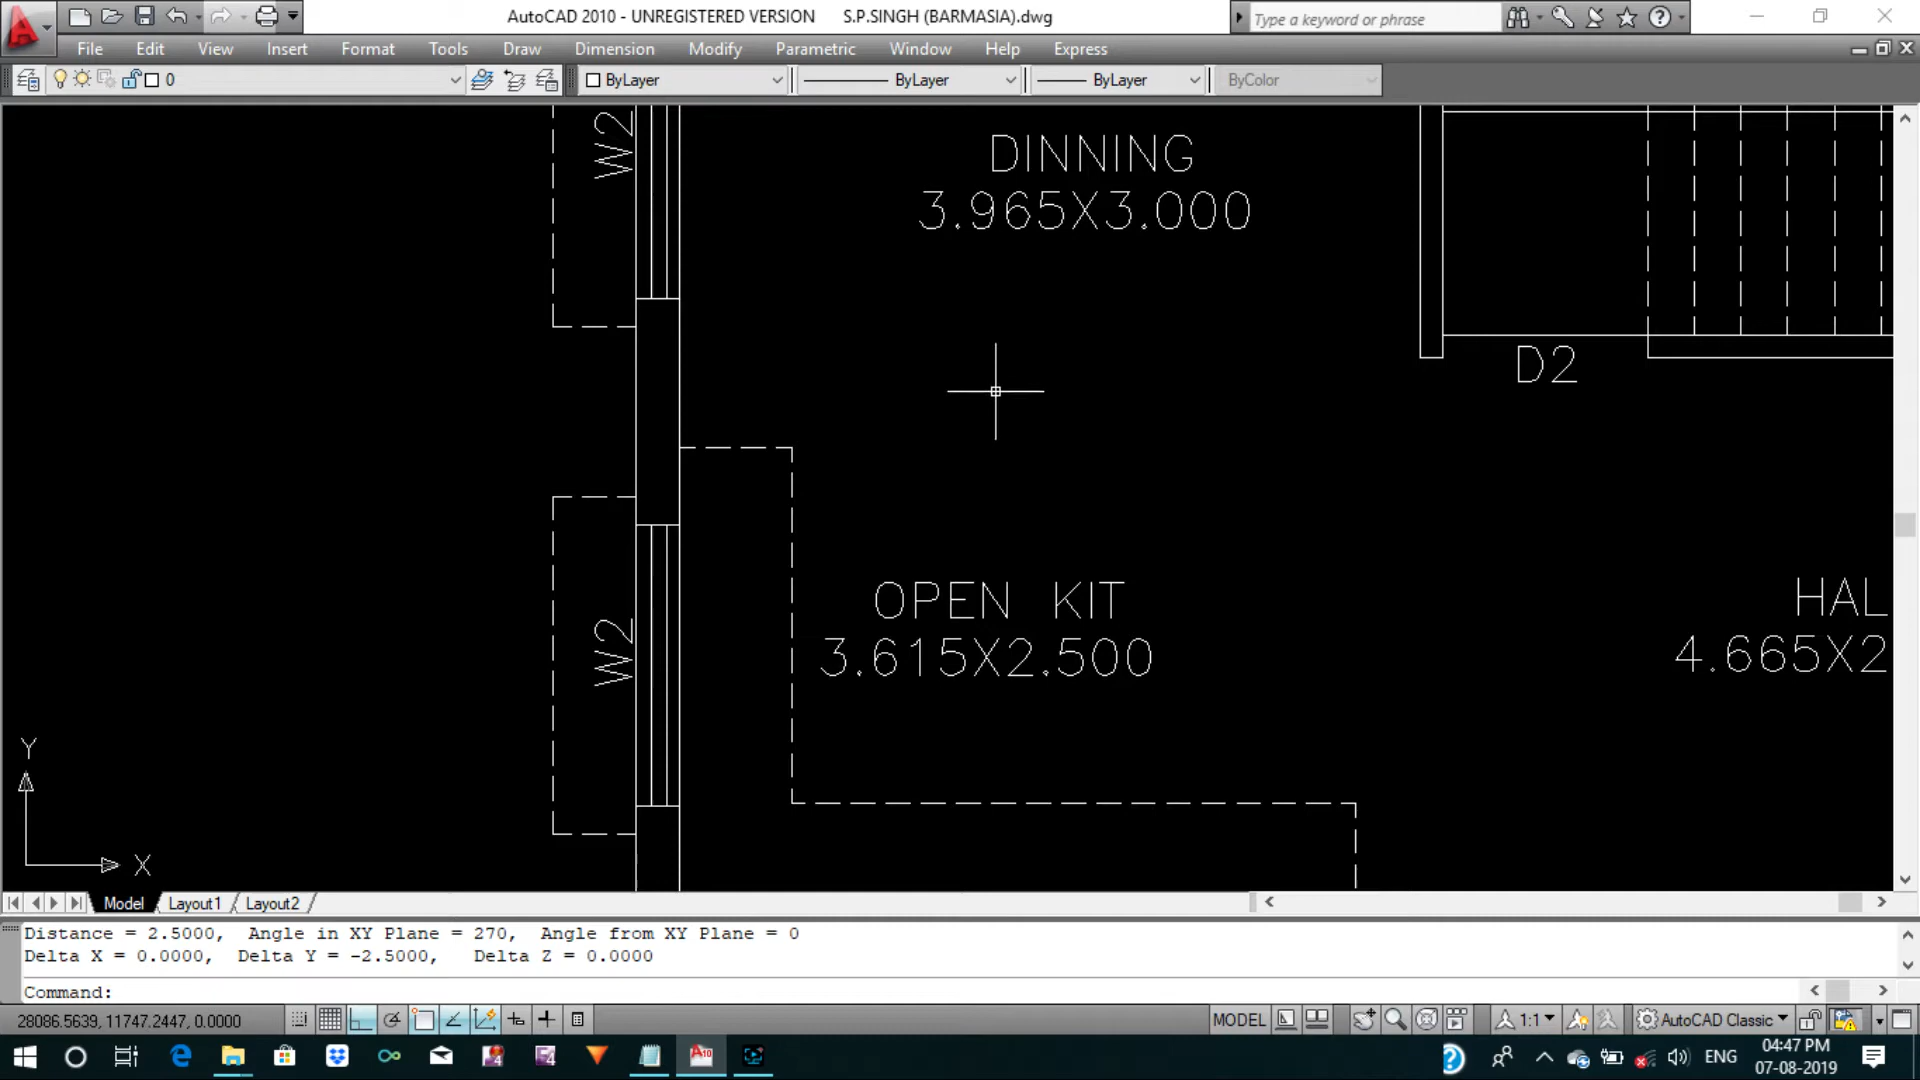 AutoCAD 2010 - UNREGISTERED VERSION S.P.SINGH (BARMASIA).dwg
Type a keyword or phrase
File Edit View Insert Format Tools Draw Dimension Modify Parametric Window Help Express
0 ByLayer ByLayer ByLayer ByColor
W2
DINNING
3.965X3.000
D2
OPEN KIT
3.615X2.500
HAL
4.665X2
W2
Y
X
Model Layout1 Layout2
Distance = 2.5000, Angle in XY Plane = 270, Angle from XY Plane = 0
Delta X = 0.0000, Delta Y = -2.5000, Delta Z = 0.0000
Command:
28086.5639, 11747.2447, 0.0000 MODEL 1:1 AutoCAD Classic
ENG 04:47 PM
07-08-2019